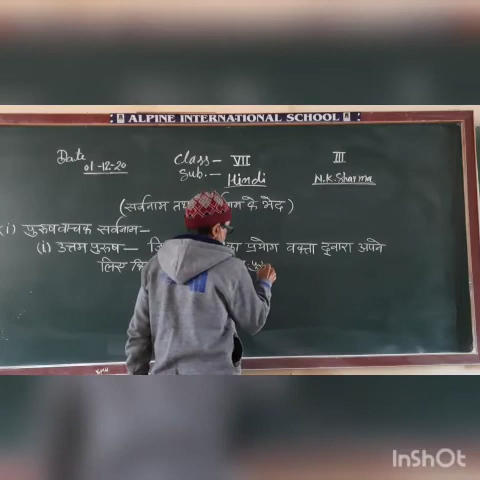 ALPINE INTERNATIONAL SCHOOL
Date Class- VII III
01-12-20 Sub.- Hindi N.K.Sharma
(सर्वनाम के भेद)
(i) पुरुषवाचक सर्वनाम-
(i) उत्तम पुरुष- प्रयोग वक्ता द्वारा अपने
लिए
InShOt